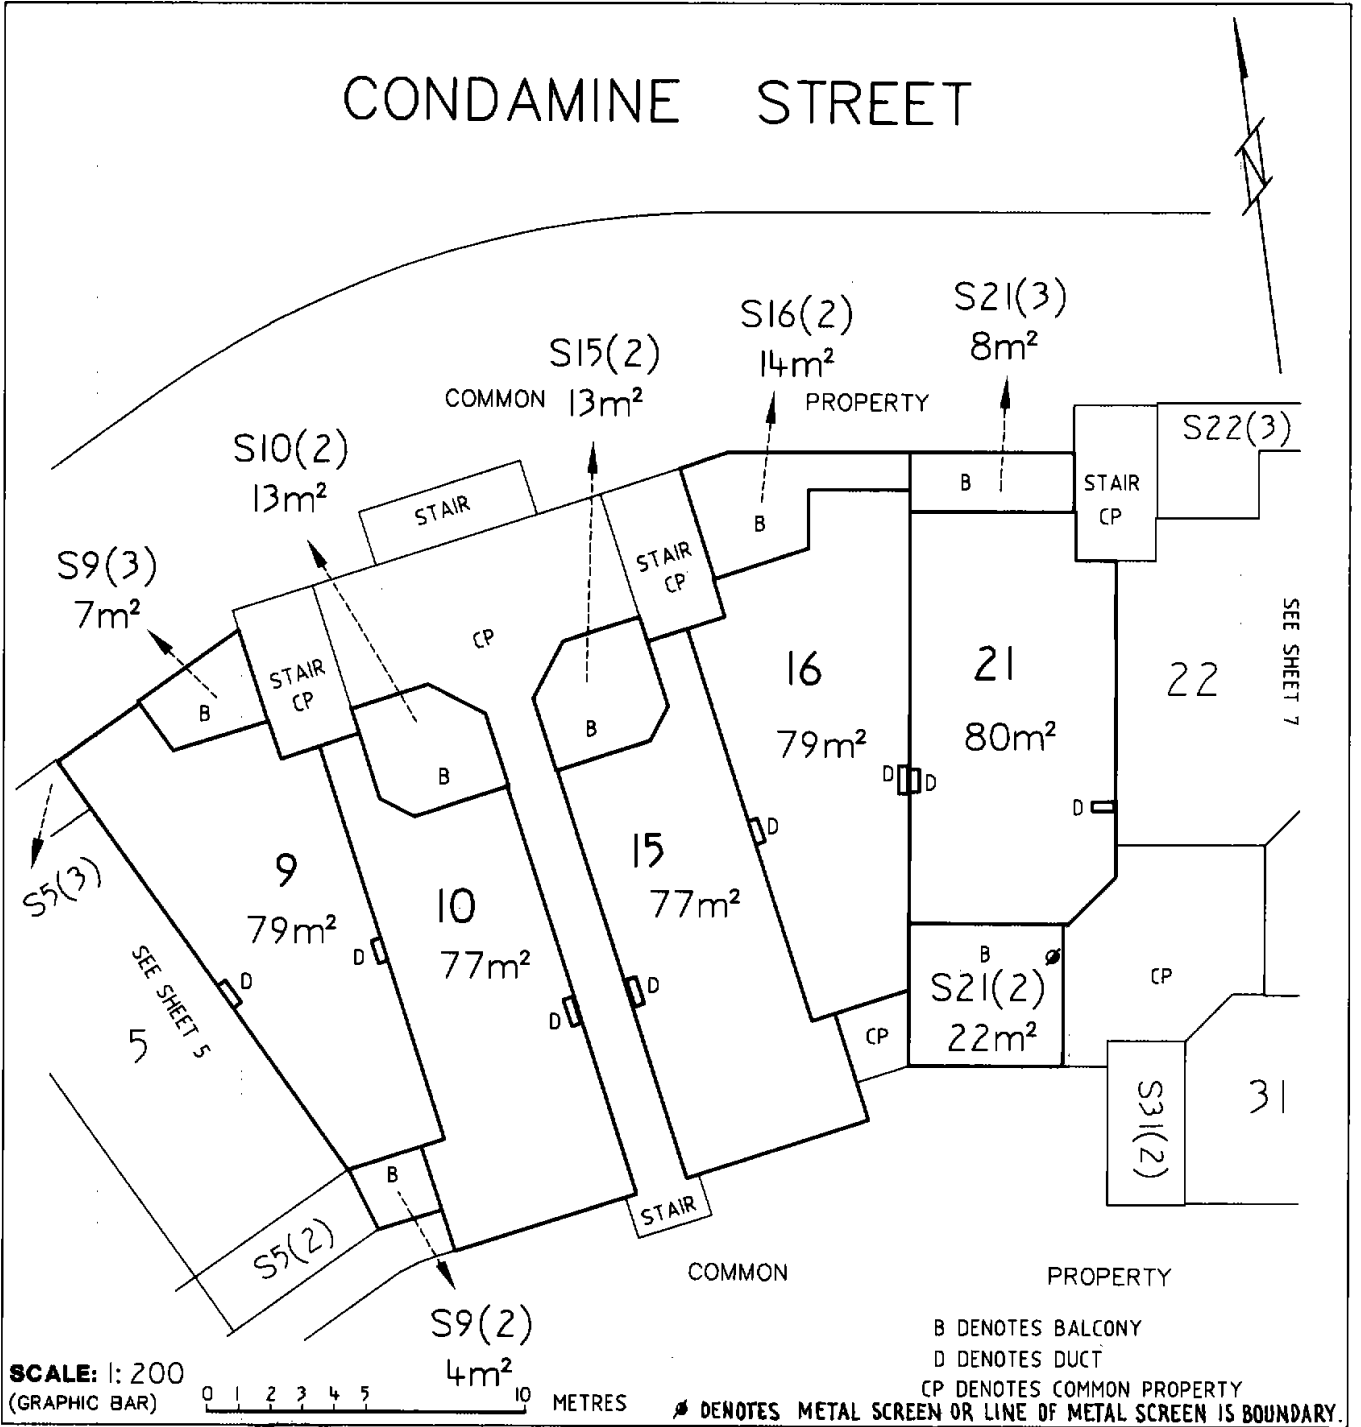 CONDAMINE STREET
N
S21(3)
8m²
S16(2)
14m²
S15(2)
13m²
COMMON PROPERTY
S22(3)
S10(2)
13m²
B
STAIR
CP
STAIR
B
S9(3)
7m²
STAIR
CP
CP
SEE SHEET 7
16
79m²
21
80m²
22
STAIR
CP
B
B
B
D
D
D
D
15
77m²
9
79m²
10
77m²
S5(3)
D
D
D
D
SEE SHEET 5
5
B
S21(2)
22m²
CP
CP
31
S31(2)
B
STAIR
S5(2)
COMMON PROPERTY
S9(2)
4m²
B DENOTES BALCONY
D DENOTES DUCT
CP DENOTES COMMON PROPERTY
DENOTES METAL SCREEN OR LINE OF METAL SCREEN IS BOUNDARY.
SCALE: 1:200
(GRAPHIC BAR)
0 1 2 3 4 5 10 METRES